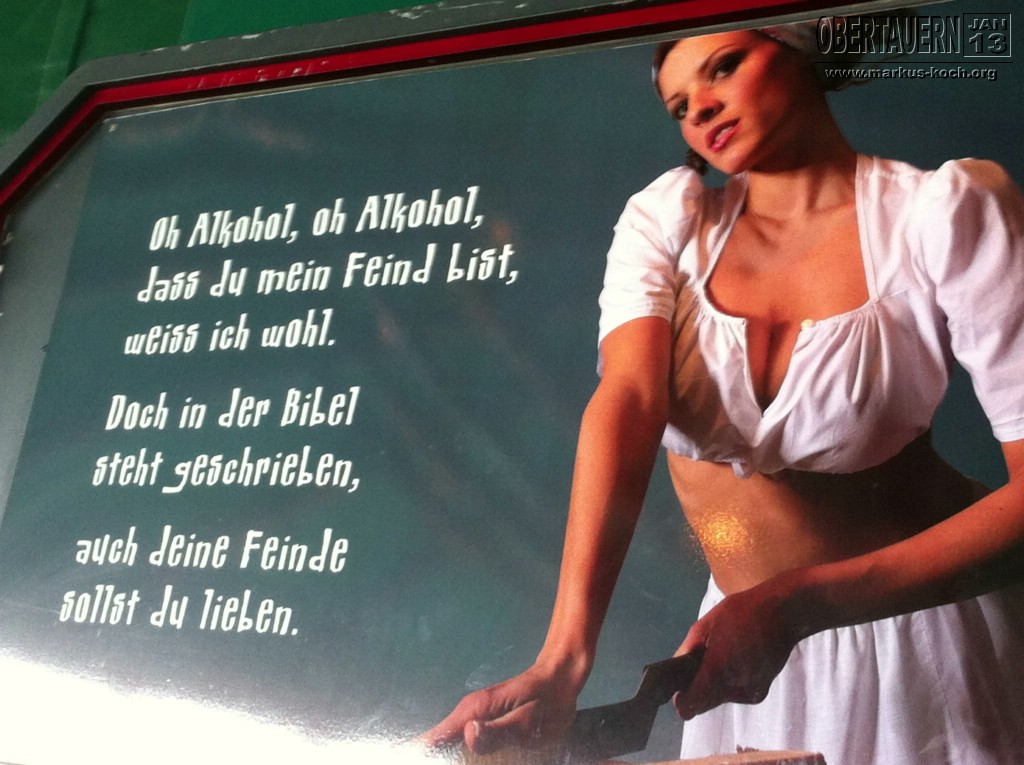 OBERTAUERN JAN 13
www.markus-koch.org
Oh Alkohol, oh Alkohol,
dass du mein Feind bist,
weiss ich wohl.
Doch in der Bibel
steht geschrieben,
auch deine Feinde
sollst du lieben.